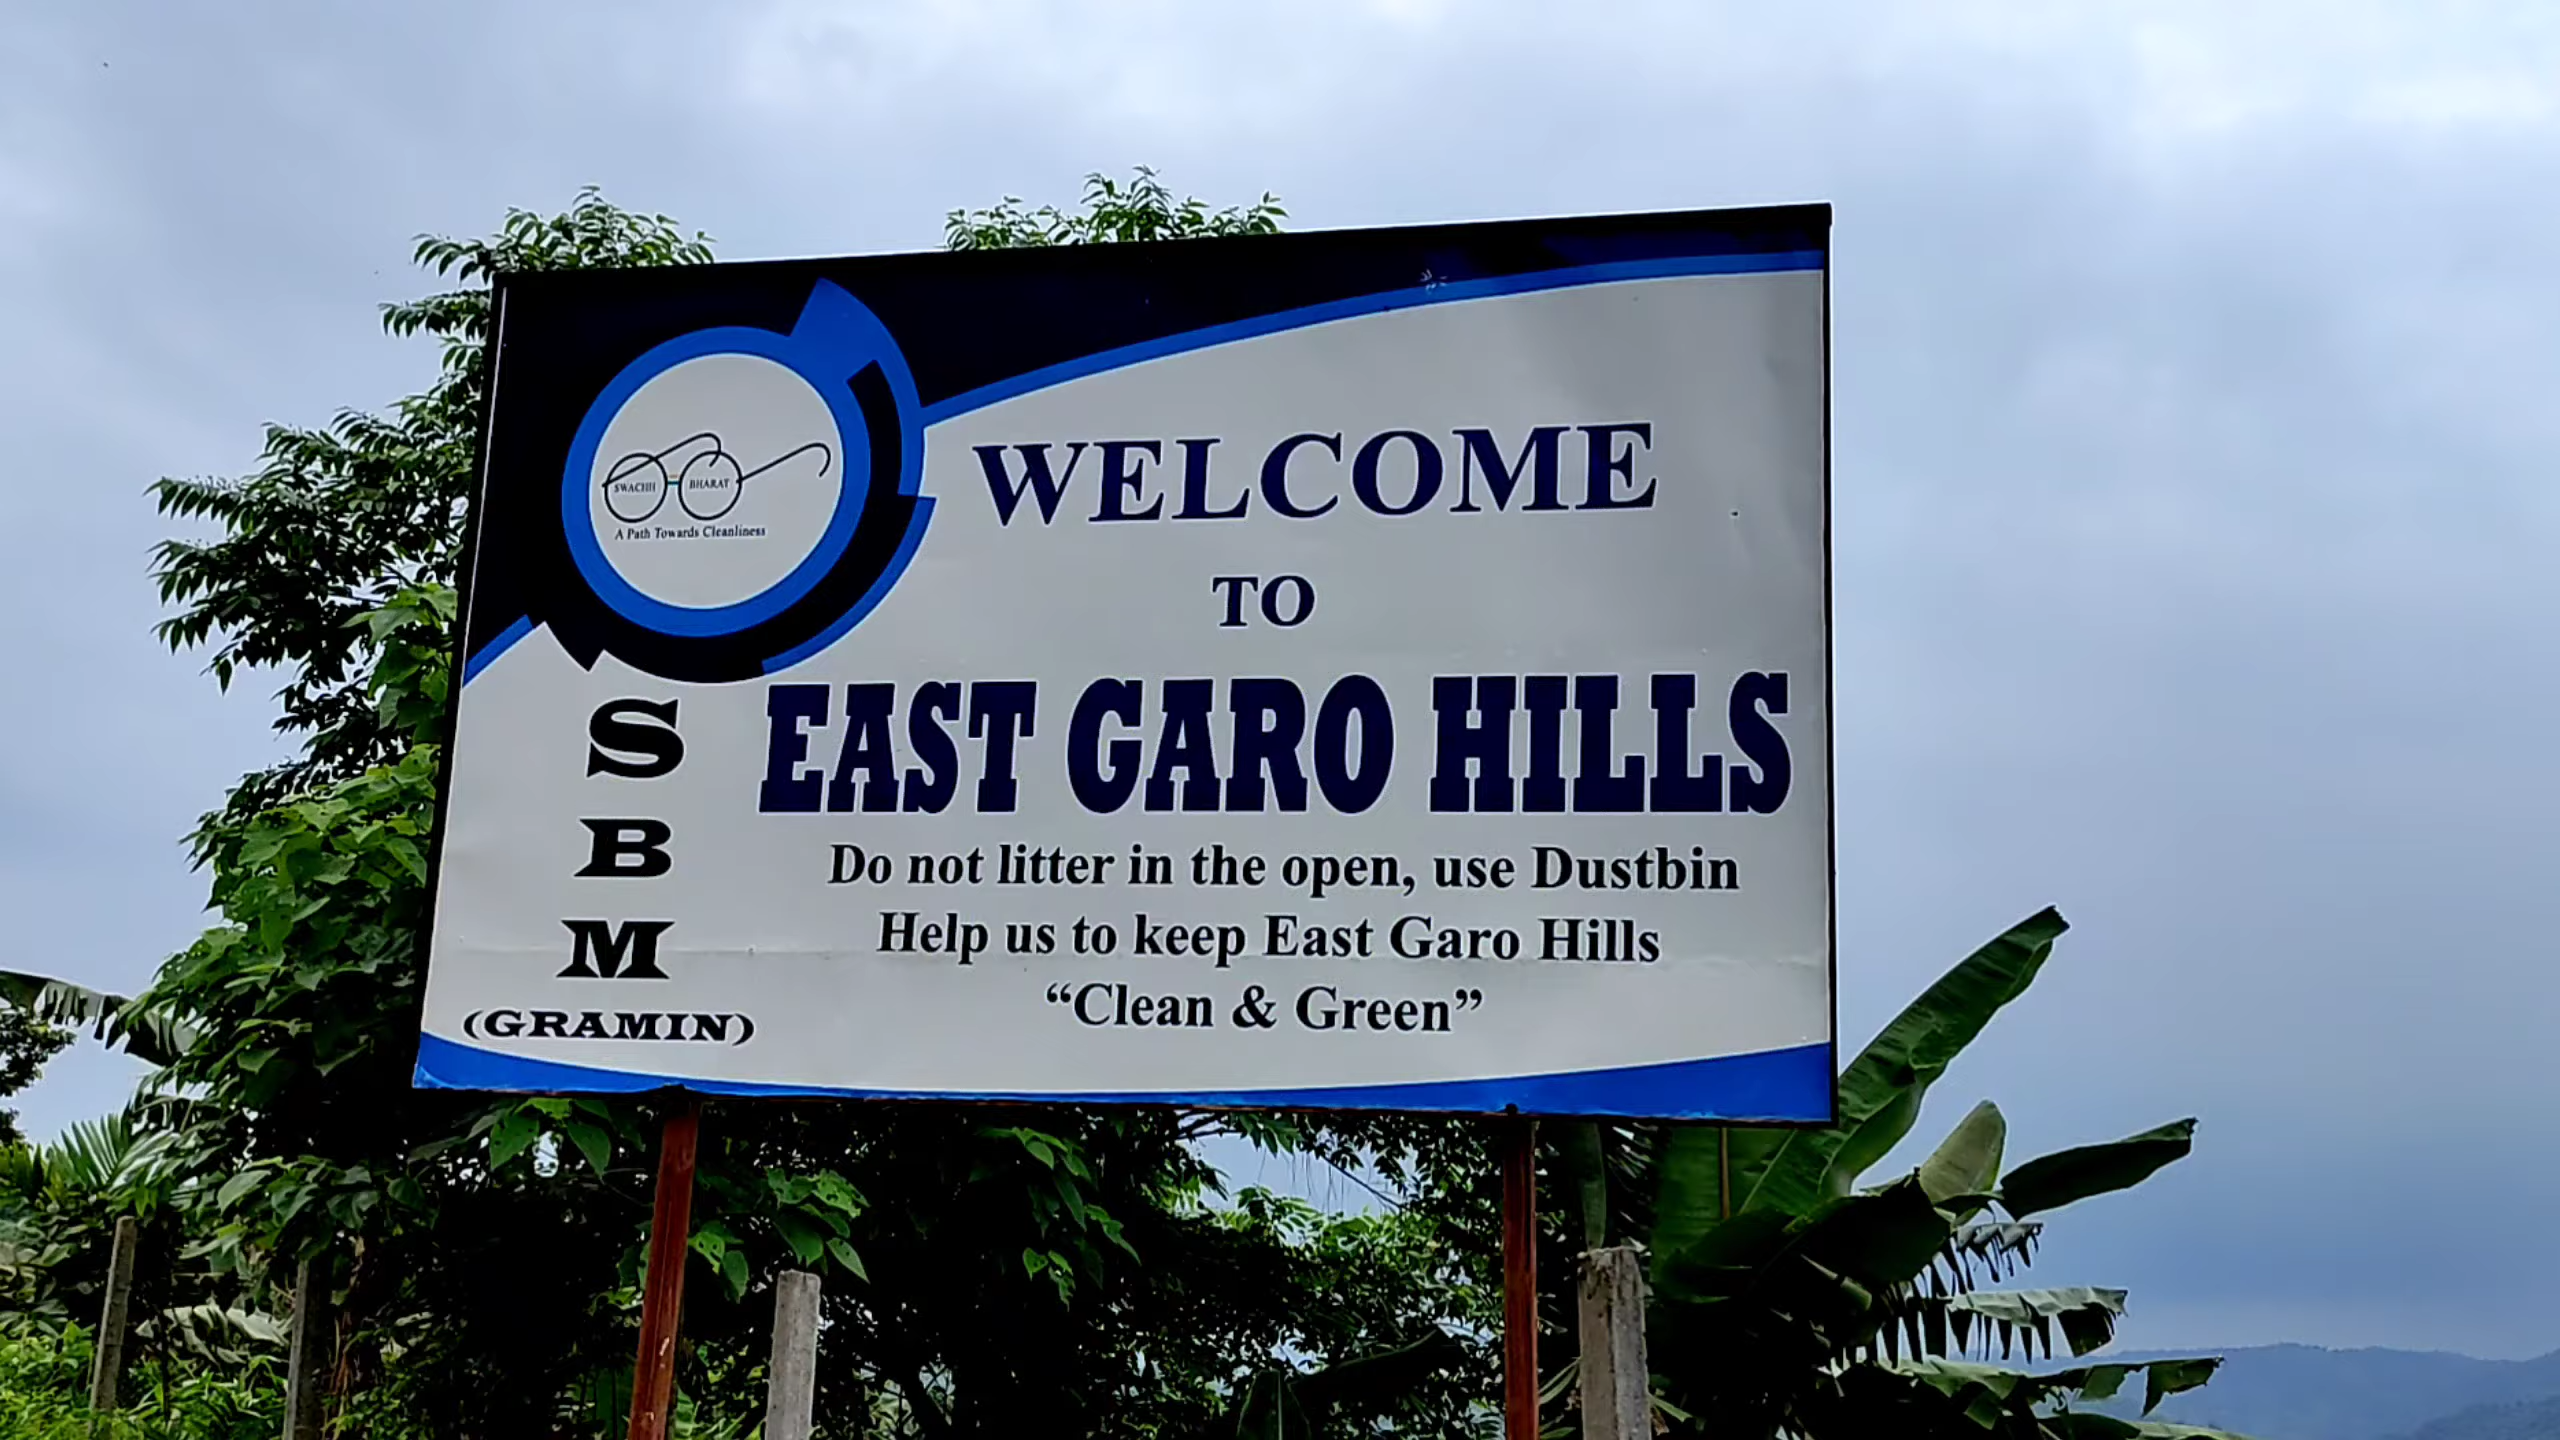 SWACHH BHARAT
A Path Towards Cleanliness
WELCOME
TO
EAST GARO HILLS
Do not litter in the open, use Dustbin
Help us to keep East Garo Hills
“Clean & Green”
S
B
M
(GRAMIN)